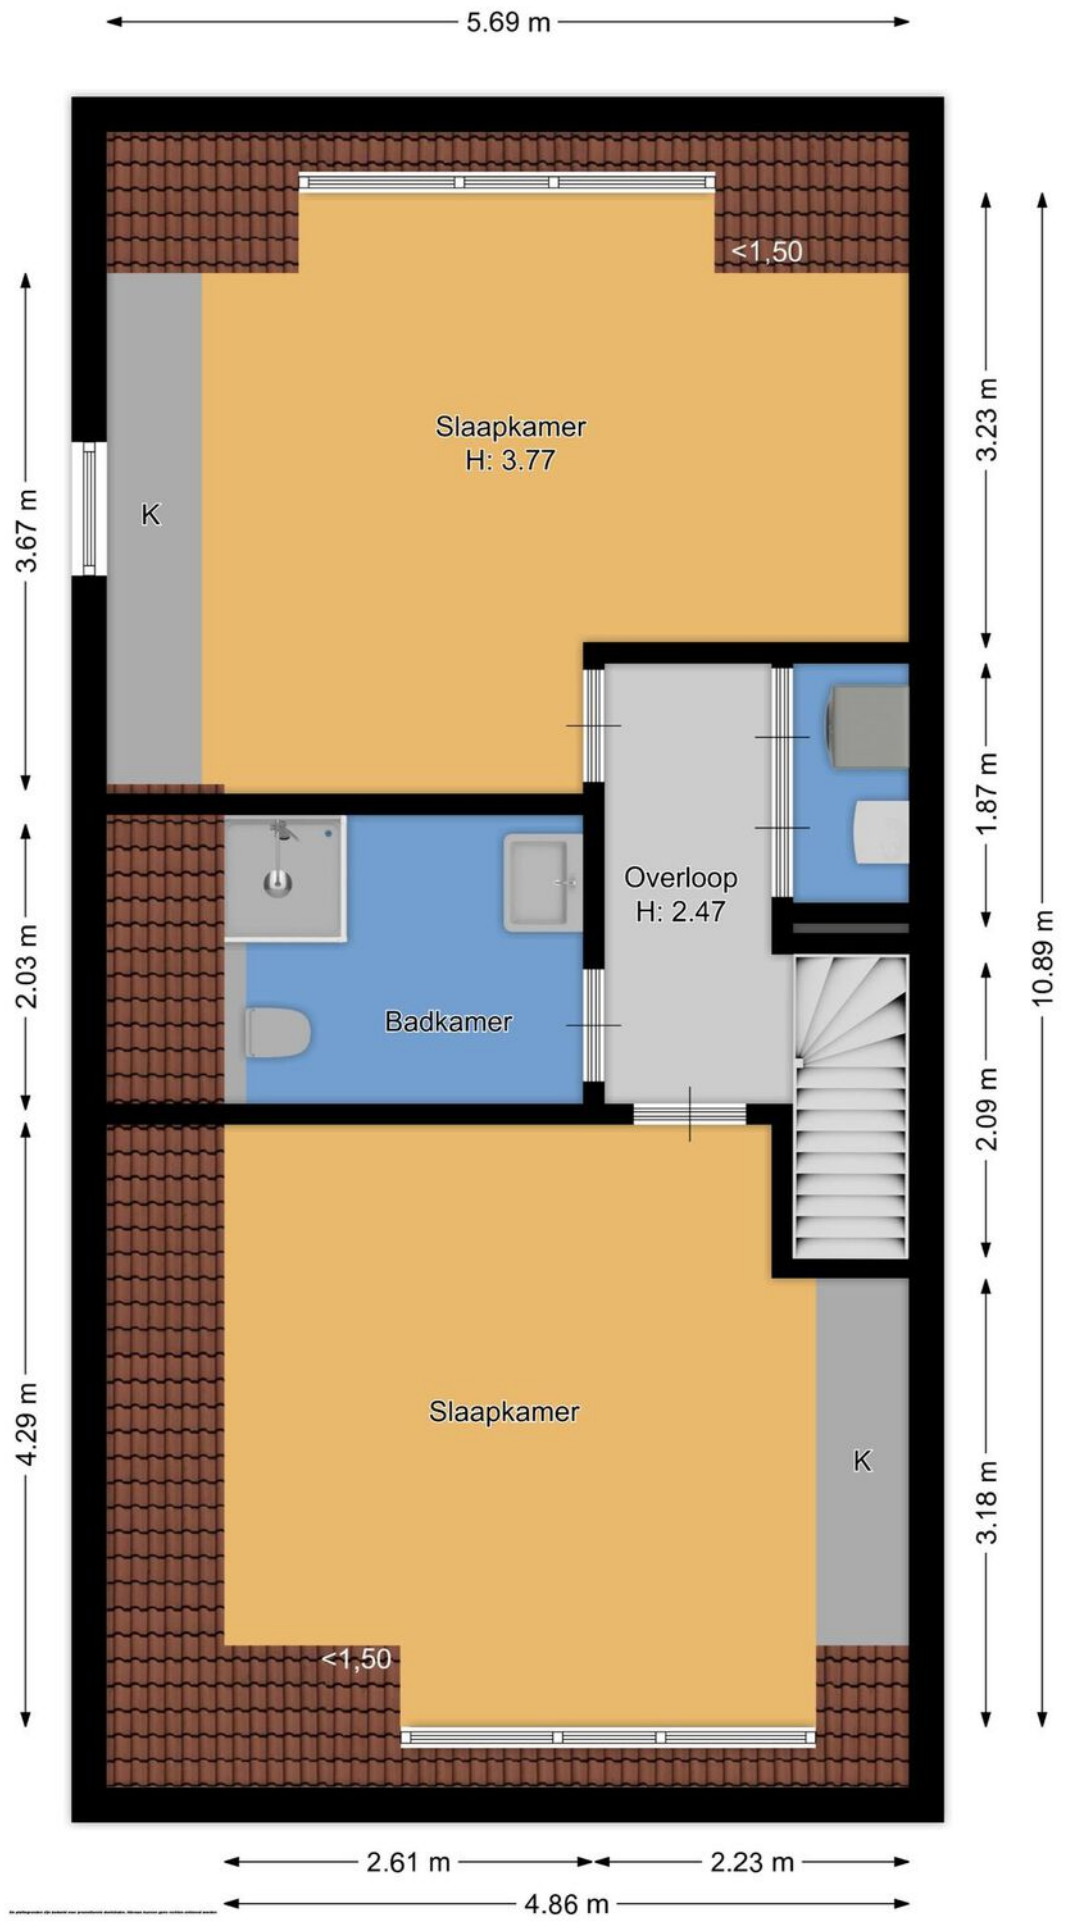 5.69 m
<1,50
3.67 m
3.23 m
Slaapkamer
H: 3.77
K
1.87 m
Overloop
H: 2.47
2.03 m
10.89 m
Badkamer
2.09 m
4.29 m
Slaapkamer
K
3.18 m
<1,50
2.61 m
2.23 m
4.86 m